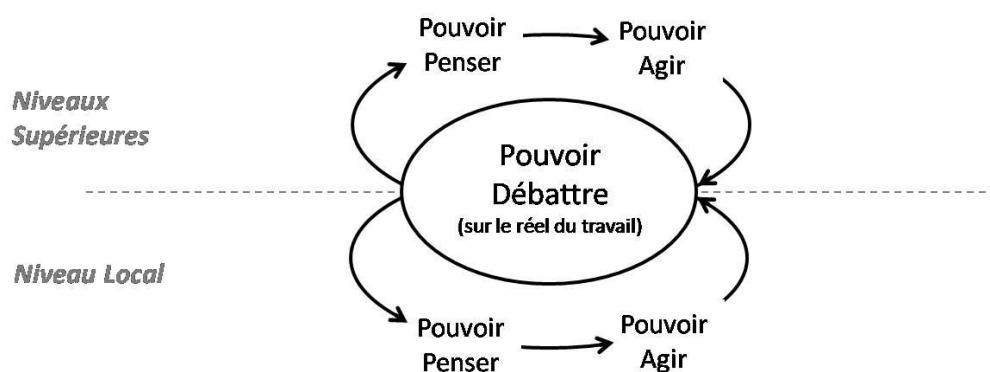 Pouvoir
Penser
Pouvoir
Agir
Niveaux
Supérieures
Pouvoir
Débattre
(sur le réel du travail)
Niveau Local
Pouvoir
Penser
Pouvoir
Agir